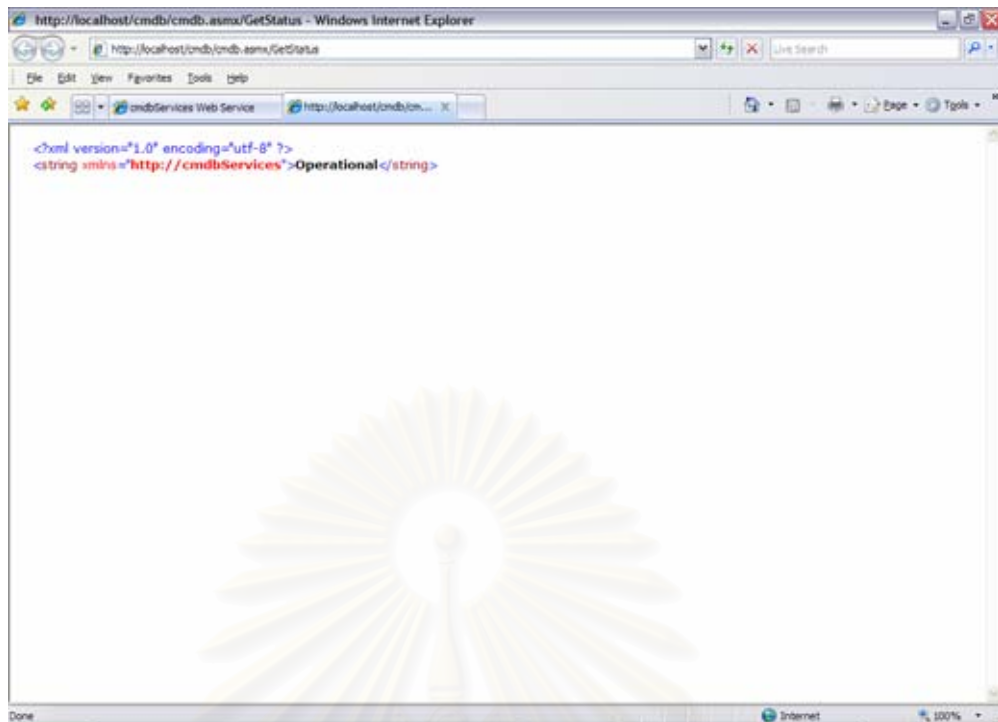 http://localhost/cmdb/cmdb.asmx/GetStatus - Windows Internet Explorer
http://localhost/cmdb/cmdb.asmx/GetStatus
Live Search
File Edit View Favorites Tools Help
cmdbServices Web Service
http://localhost/cmdb/cm...
Page
Tools
<?xml version="1.0" encoding="utf-8" ?>
<string xmlns="http://cmdbServices">Operational</string>
Done
Internet
100%